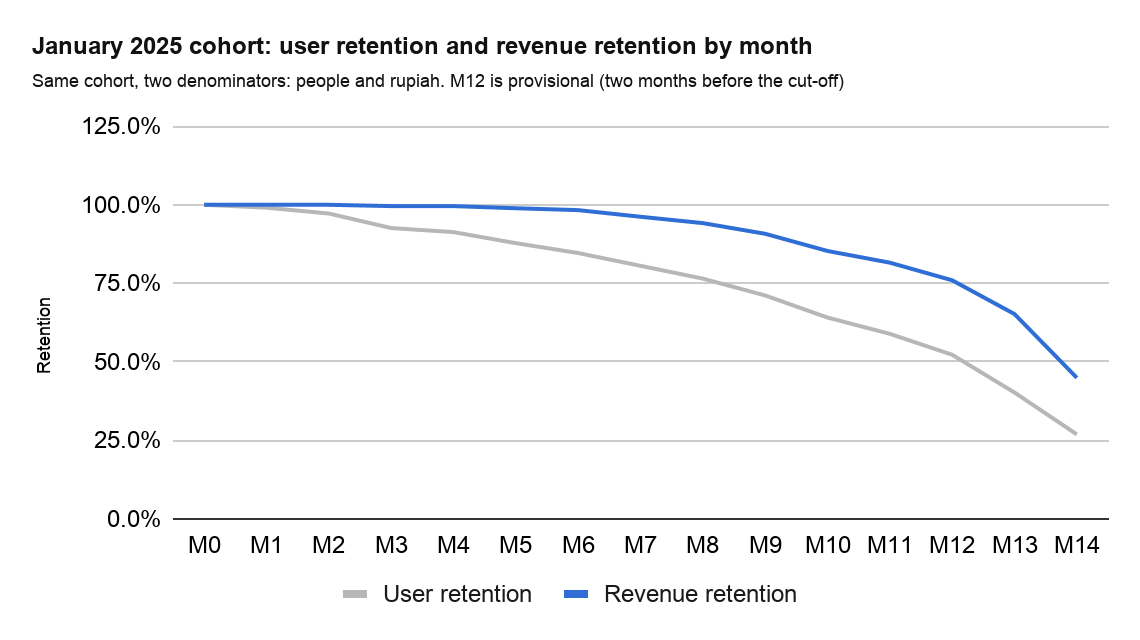 January 2025 cohort: user retention and revenue retention by month
Same cohort, two denominators: people and rupiah. M12 is provisional (two months before the cut-off)
Retention
125.0%
100.0%
75.0%
50.0%
25.0%
0.0%
M0 M1 M2 M3 M4 M5 M6 M7 M8 M9 M10 M11 M12 M13 M14
User retention Revenue retention